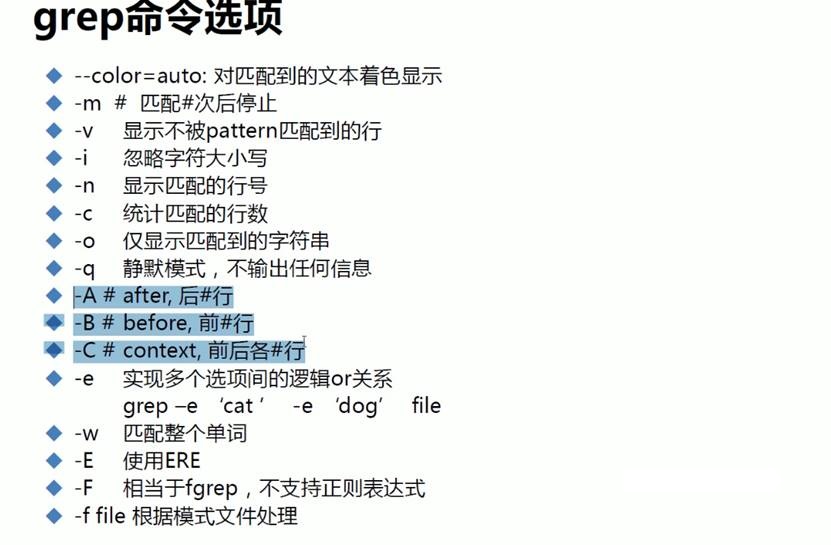 grep命令选项
--color=auto: 对匹配到的文本着色显示
-m # 匹配#次后停止
-v 显示不被pattern匹配到的行
-i 忽略字符大小写
-n 显示匹配的行号
-c 统计匹配的行数
-o 仅显示匹配到的字符串
-q 静默模式，不输出任何信息
-A # after, 后#行
-B # before, 前#行
-C # context, 前后各#行
-e 实现多个选项间的逻辑or关系
grep –e ‘cat ’ -e ‘dog’ file
-w 匹配整个单词
-E 使用ERE
-F 相当于fgrep，不支持正则表达式
-f file 根据模式文件处理